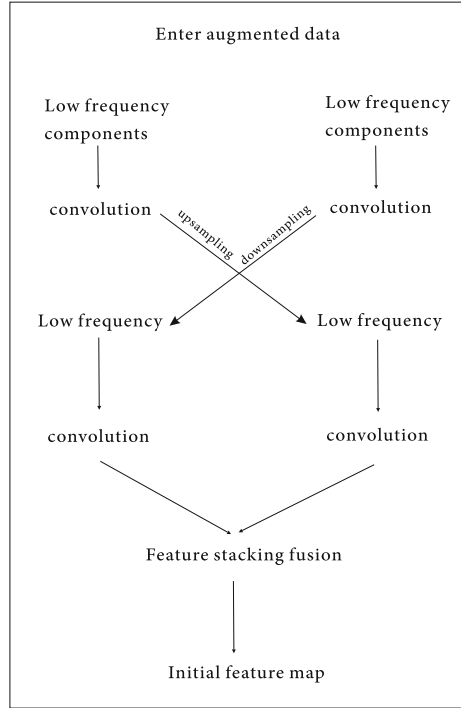 Enter augmented data
Low frequency
components
Low frequency
components
convolution
convolution
upsampling
downsampling
Low frequency
Low frequency
convolution
convolution
Feature stacking fusion
Initial feature map